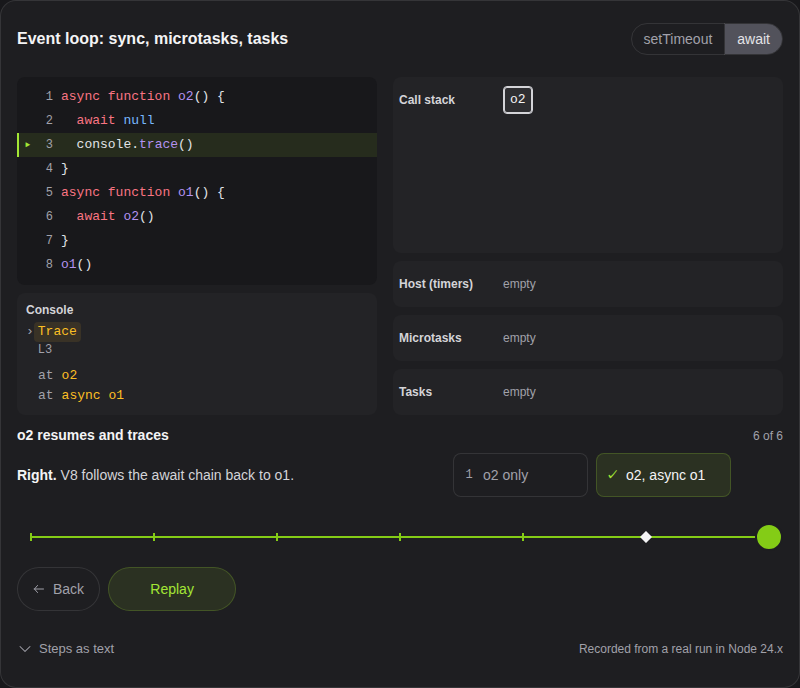 Event loop: sync, microtasks, tasks
setTimeout
await
1 async function o2() {
2   await null
▸ 3   console.trace()
4 }
5 async function o1() {
6   await o2()
7 }
8 o1()
Console
› Trace
L3
at o2
at async o1
Call stack
o2
Host (timers)
empty
Microtasks
empty
Tasks
empty
o2 resumes and traces
6 of 6
Right. V8 follows the await chain back to o1.
1 o2 only
✓ o2, async o1
← Back
Replay
Steps as text
Recorded from a real run in Node 24.x